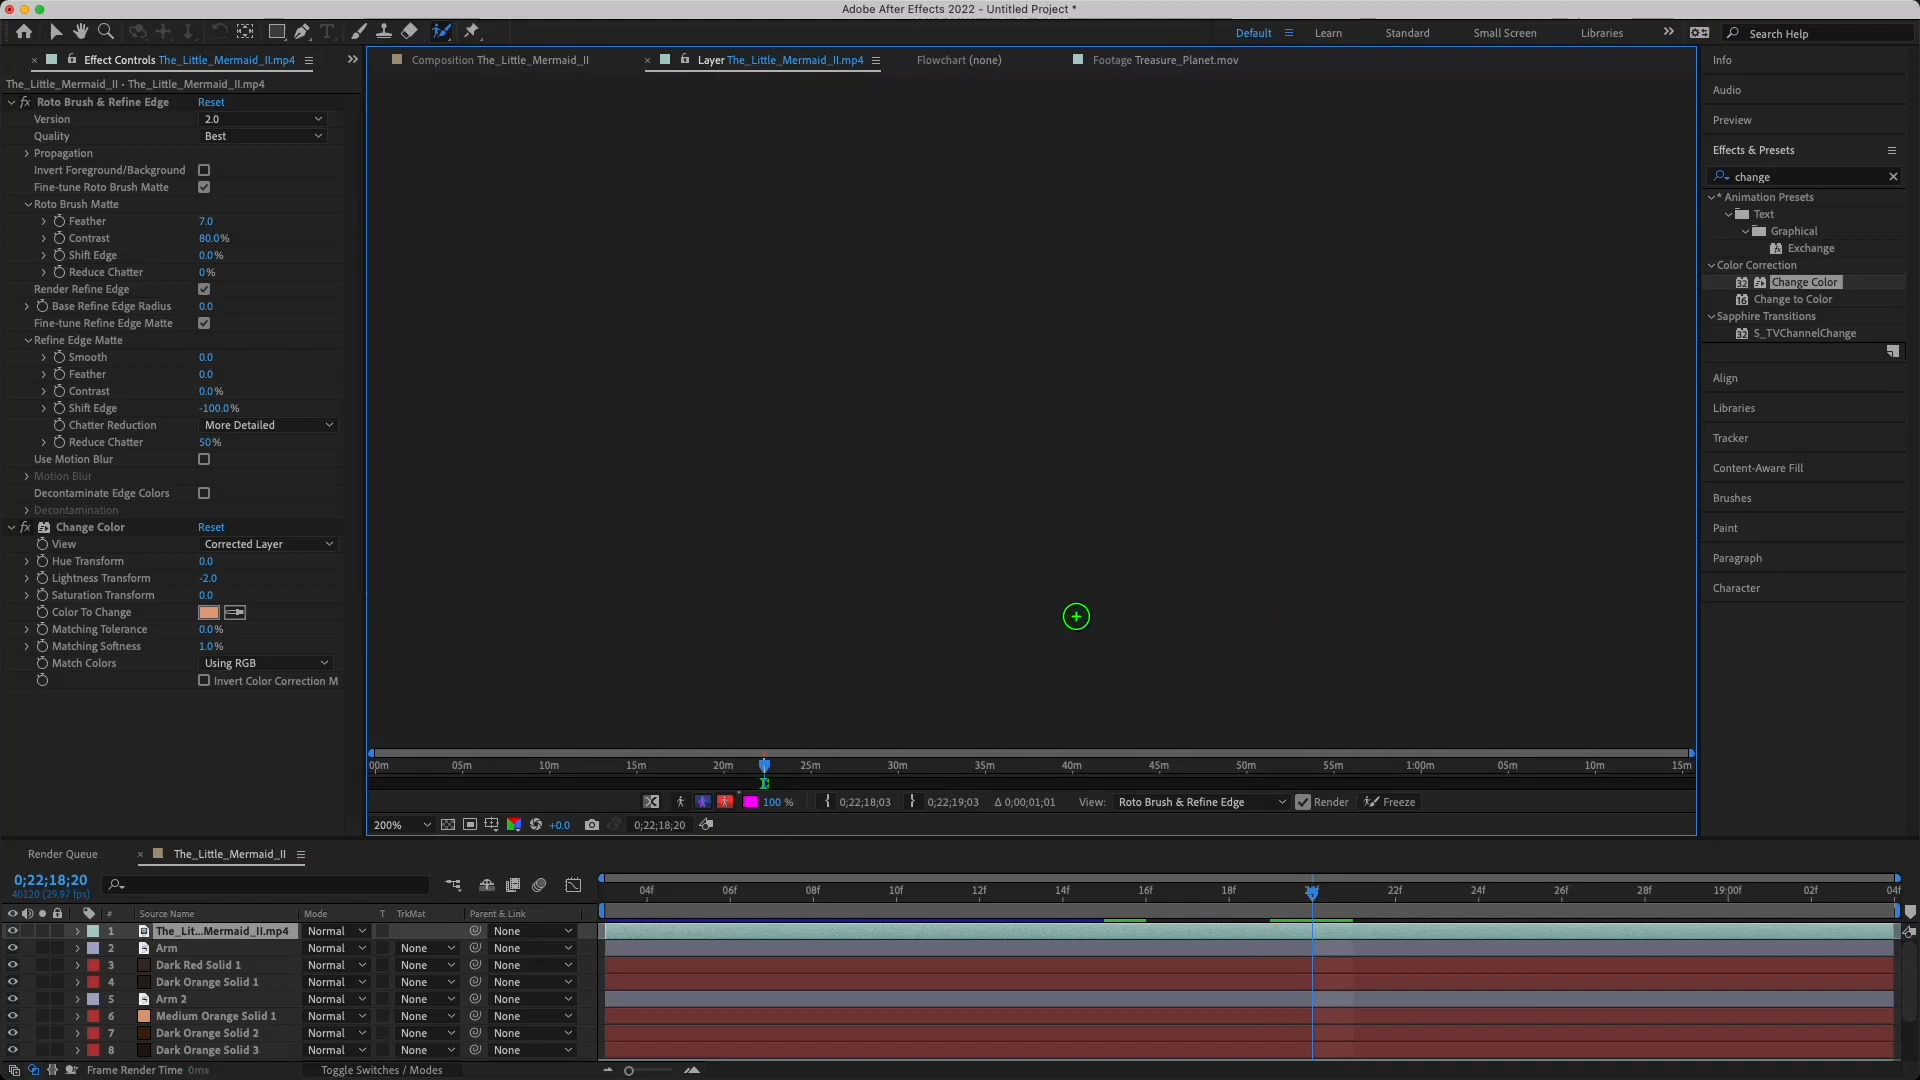 Adobe After Effects 2022 - Untitled Project *
Default
Learn
Standard
Small Screen
Libraries
Search Help
Effect Controls The_Little_Mermaid_II.mp4
Composition The_Little_Mermaid_II
Layer The_Little_Mermaid_II.mp4
Flowchart (none)
Footage Treasure_Planet.mov
The_Little_Mermaid_II • The_Little_Mermaid_II.mp4
fx Roto Brush & Refine Edge Reset
Version 2.0
Quality Best
Propagation
Invert Foreground/Background
Fine-tune Roto Brush Matte
Roto Brush Matte
Feather 7.0
Contrast 80.0%
Shift Edge 0.0%
Reduce Chatter 0%
Render Refine Edge
Base Refine Edge Radius 0.0
Fine-tune Refine Edge Matte
Refine Edge Matte
Smooth 0.0
Feather 0.0
Contrast 0.0%
Shift Edge -100.0%
Chatter Reduction More Detailed
Reduce Chatter 50%
Use Motion Blur
Motion Blur
Decontaminate Edge Colors
Decontamination
fx Change Color Reset
View Corrected Layer
Hue Transform 0.0
Lightness Transform -2.0
Saturation Transform 0.0
Color To Change
Matching Tolerance 0.0%
Matching Softness 1.0%
Match Colors Using RGB
Invert Color Correction M
Info
Audio
Preview
Effects & Presets
change
* Animation Presets
Text
Graphical
Exchange
Color Correction
32 Change Color
16 Change to Color
Sapphire Transitions
32 S_TVChannelChange
Align
Libraries
Tracker
Content-Aware Fill
Brushes
Paint
Paragraph
Character
00m 05m 10m 15m 20m 25m 30m 35m 40m 45m 50m 55m 1:00m 05m 10m 15m
100 % 0;22;18;03 0;22;19;03 Δ 0;00;01;01 View: Roto Brush & Refine Edge Render Freeze
200% +0.0 0;22;18;20
Render Queue
The_Little_Mermaid_II
0;22;18;20
40120 (29.97 fps)
04f 06f 08f 10f 12f 14f 16f 18f 22f 24f 26f 28f 19:00f 02f 04f
# Source Name Mode T TrkMat Parent & Link
1 The_Lit...Mermaid_II.mp4 Normal None
2 Arm Normal None None
3 Dark Red Solid 1 Normal None None
4 Dark Orange Solid 1 Normal None None
5 Arm 2 Normal None None
6 Medium Orange Solid 1 Normal None None
7 Dark Orange Solid 2 Normal None None
8 Dark Orange Solid 3 Normal None None
Frame Render Time 0ms
Toggle Switches / Modes